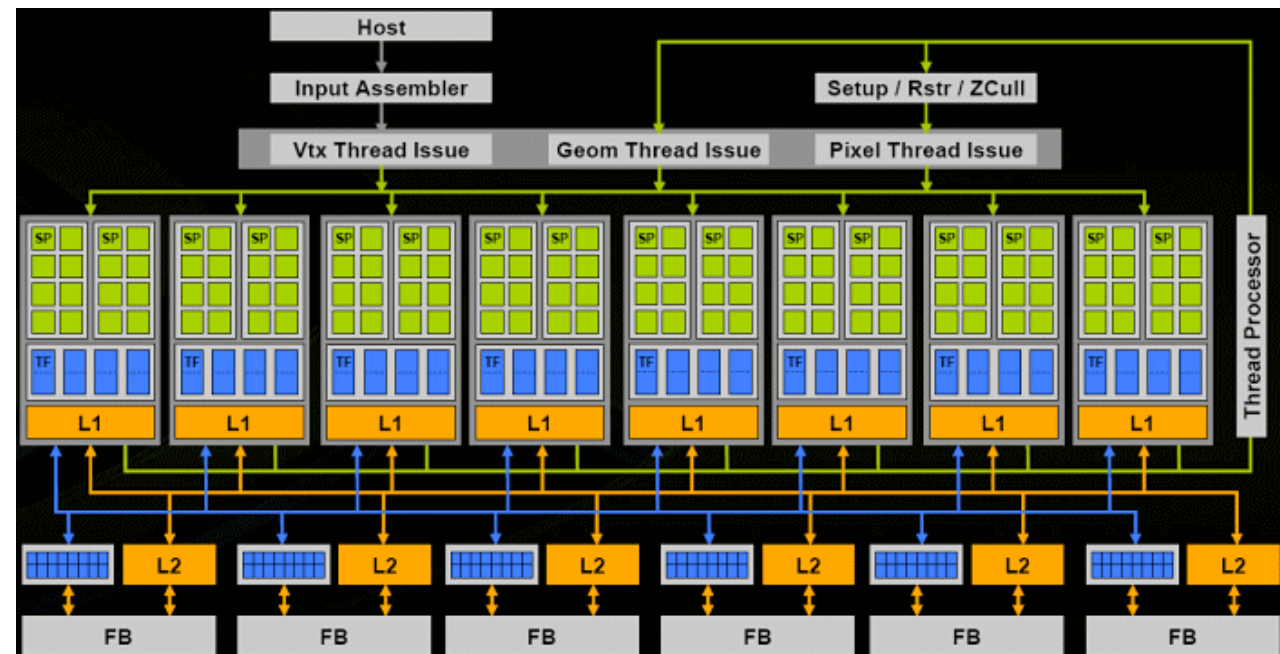 Host
Input Assembler
Setup / Rstr / ZCull
Vtx Thread Issue
Geom Thread Issue
Pixel Thread Issue
SP SP SP SP SP SP SP SP SP SP SP SP SP SP SP SP
TF TF TF TF TF TF TF TF
L1 L1 L1 L1 L1 L1 L1 L1
Thread Processor
L2 L2 L2 L2 L2 L2
FB FB FB FB FB FB